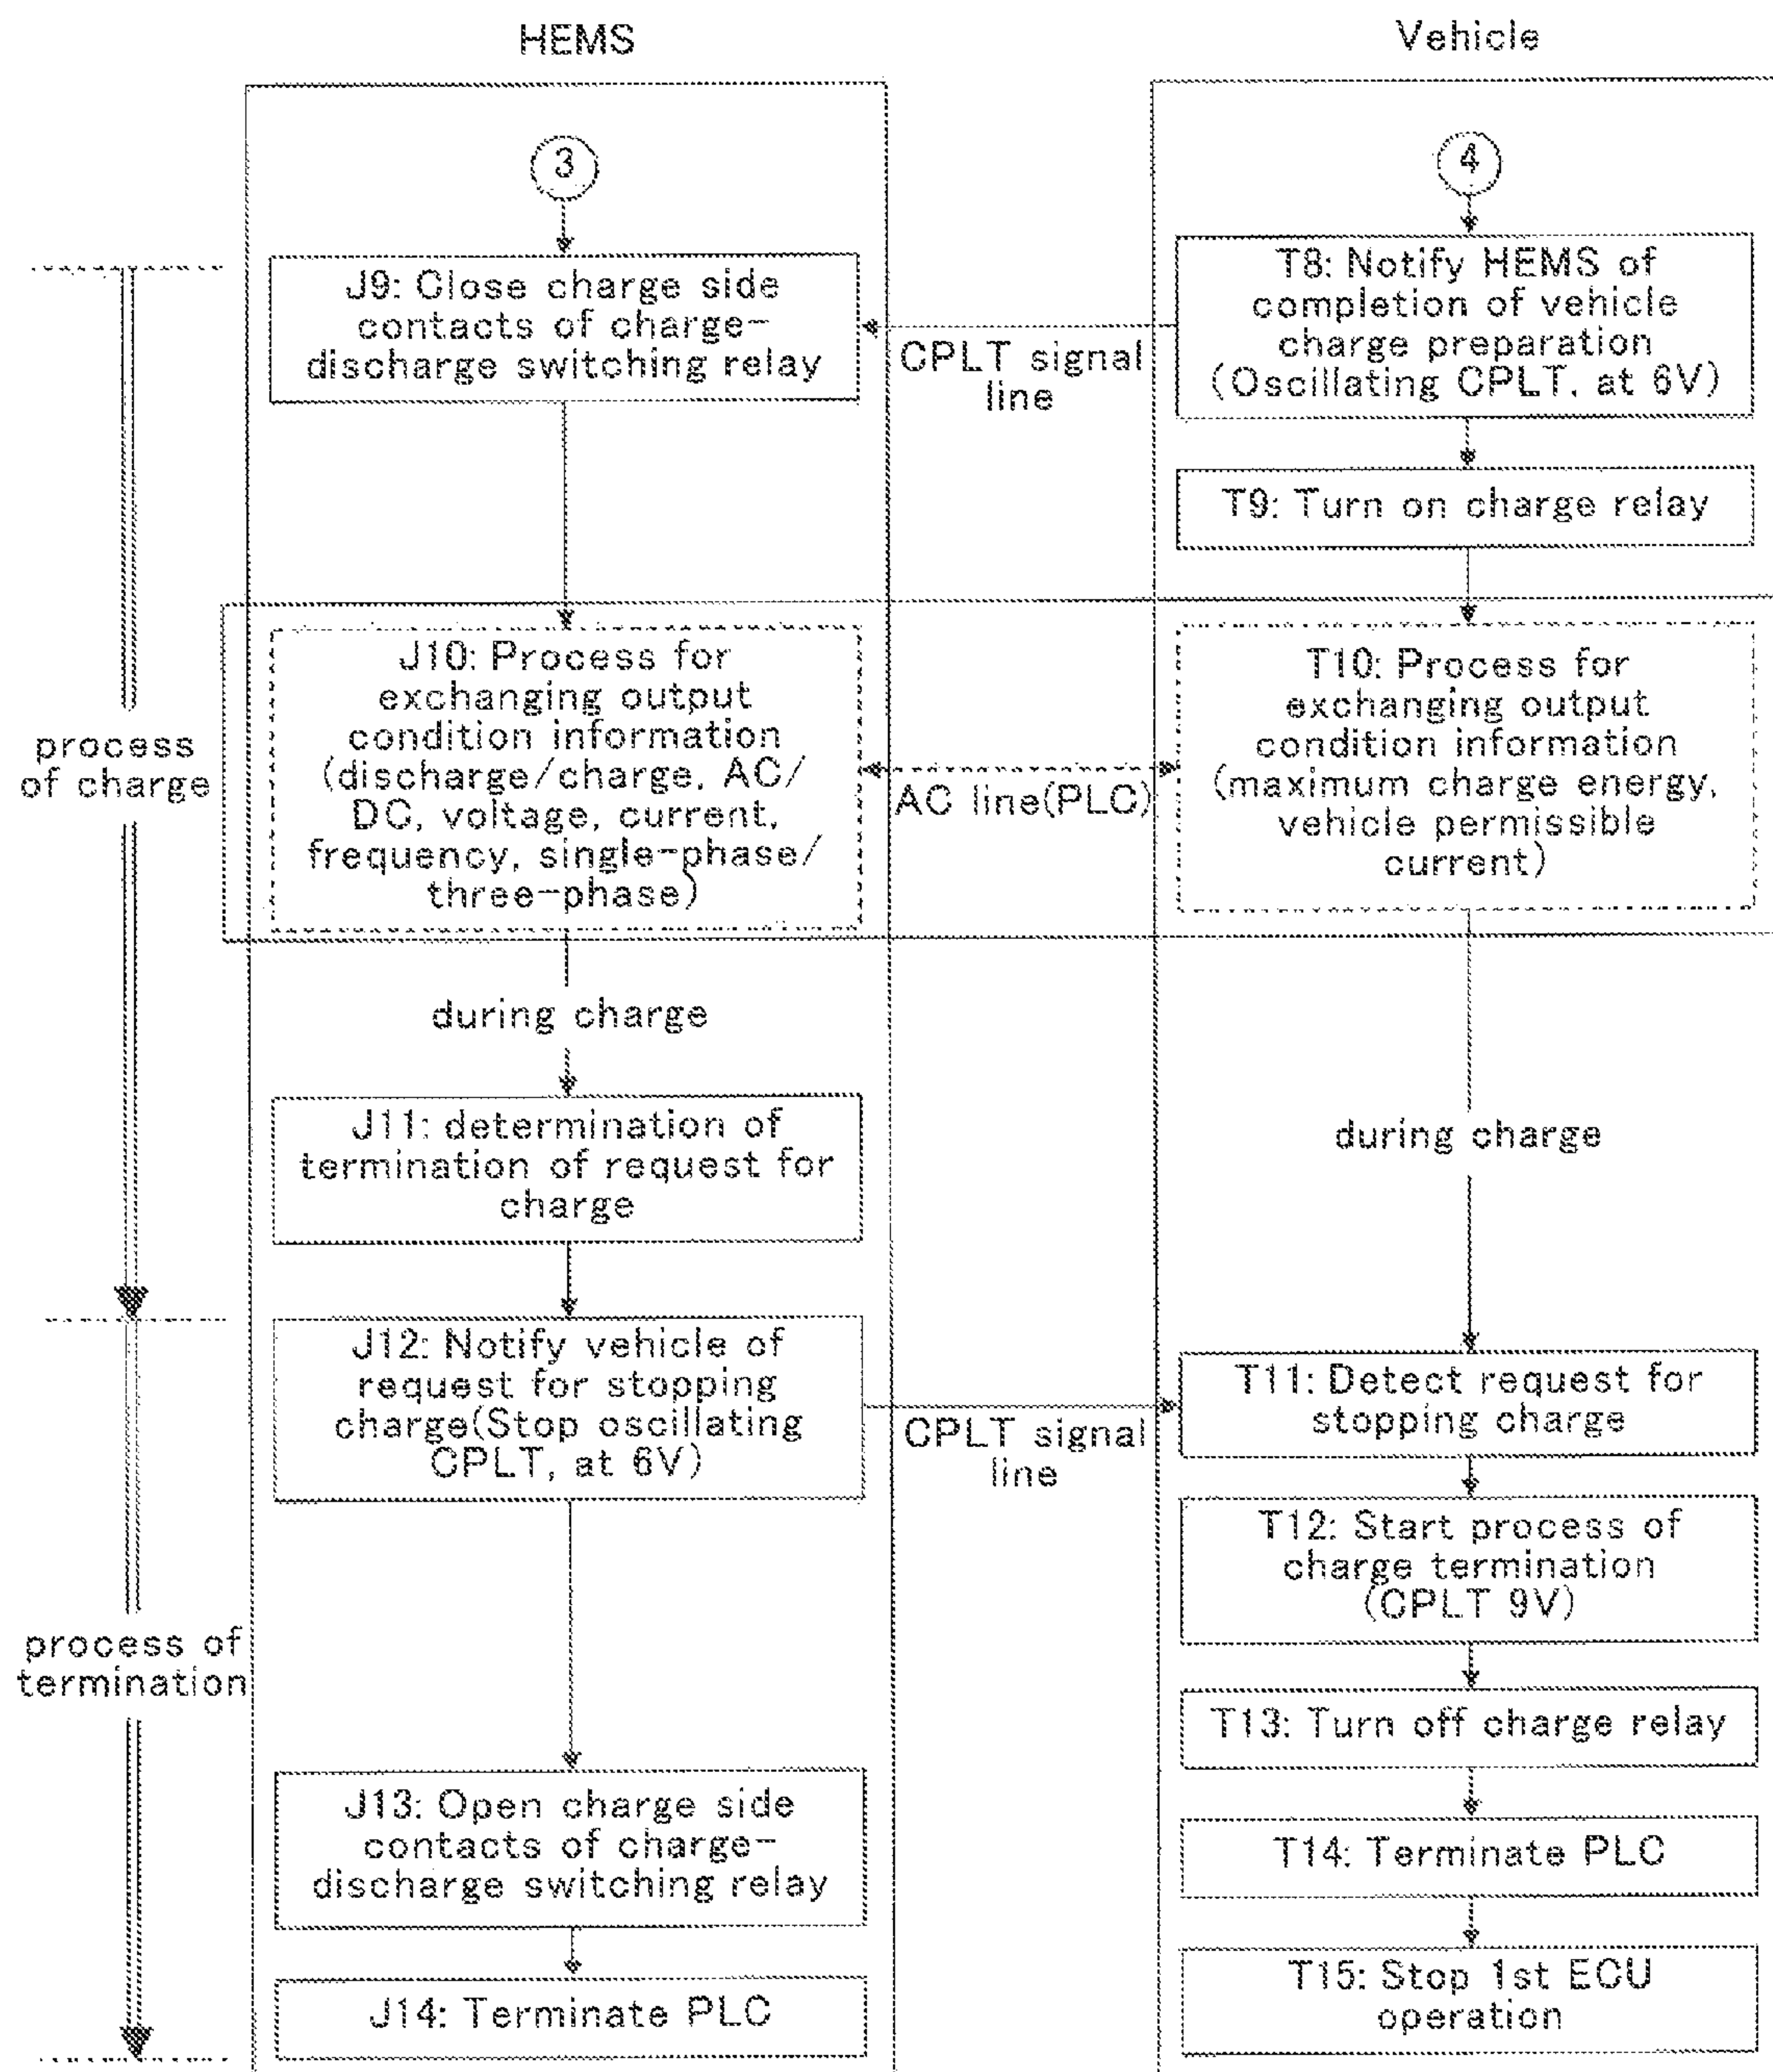 HEMS
Vehicle
3
4
J9: Close charge side
contacts of charge-
discharge switching relay
T8: Notify HEMS of
completion of vehicle
charge preparation
(Oscillating CPLT, at 6V)
CPLT signal
line
T9: Turn on charge relay
process
of charge
J10: Process for
exchanging output
condition information
(discharge/charge, AC/
DC, voltage, current,
frequency, single-phase/
three-phase)
AC line(PLC)
T10: Process for
exchanging output
condition information
(maximum charge energy,
vehicle permissible
current)
during charge
during charge
J11: determination of
termination of request for
charge
J12: Notify vehicle of
request for stopping
charge(Stop oscillating
CPLT, at 6V)
CPLT signal
line
T11: Detect request for
stopping charge
T12: Start process of
charge termination
(CPLT 9V)
process of
termination
T13: Turn off charge relay
J13: Open charge side
contacts of charge-
discharge switching relay
T14: Terminate PLC
J14: Terminate PLC
T15: Stop 1st ECU
operation